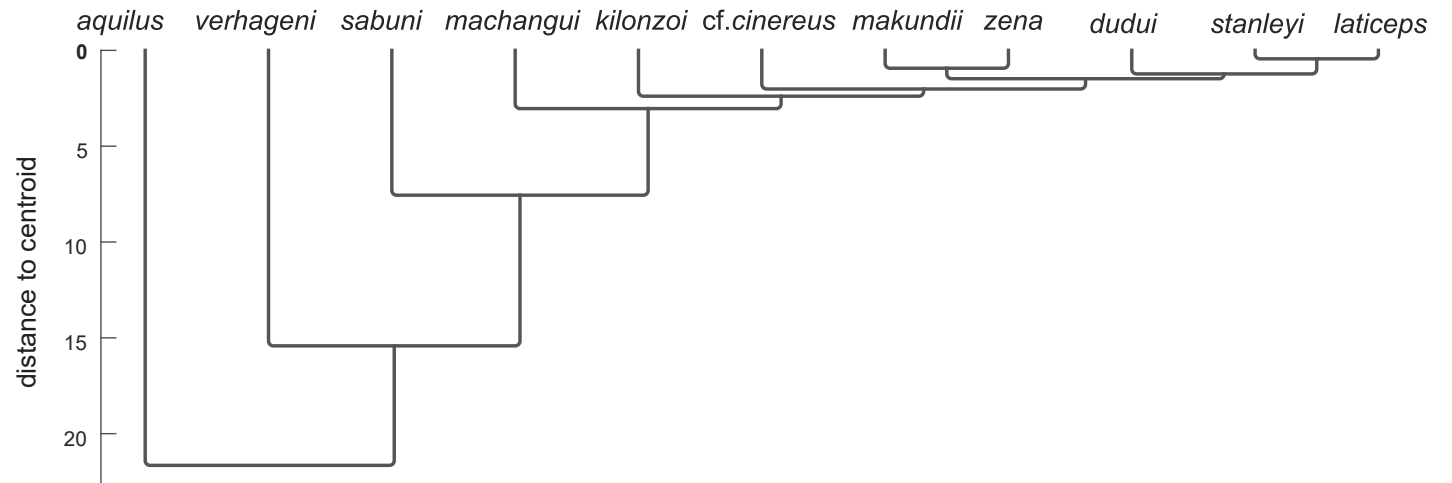 aquilus verhageni sabuni machangui kilonzoi cf.cinereus makundii zena dudui stanleyi laticeps
0
5
10
15
20
distance to centroid